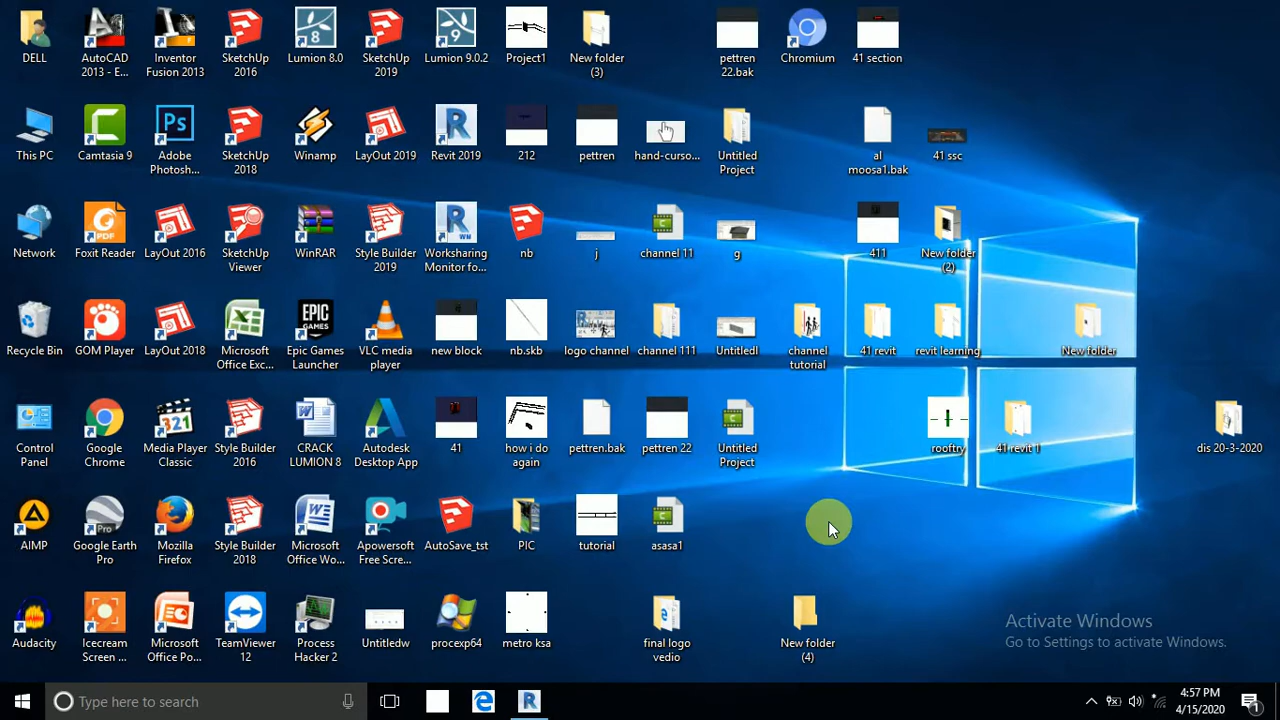 DELL
AutoCAD
2013 - E...
Inventor
Fusion 2013
SketchUp
2016
Lumion 8.0
SketchUp
2019
Lumion 9.0.2
Project1
New folder
(3)
pettren
22.bak
Chromium
41 section
This PC
Camtasia 9
Adobe
Photosh...
SketchUp
2018
Winamp
LayOut 2019
Revit 2019
212
pettren
hand-curso...
Untitled
Project
al
moosa1.bak
41 ssc
Network
Foxit Reader
LayOut 2016
SketchUp
Viewer
WinRAR
Style Builder
2019
Worksharing
Monitor fo...
nb
j
channel 11
g
411
New folder
(2)
Recycle Bin
GOM Player
LayOut 2018
Microsoft
Office Exc...
Epic Games
Launcher
VLC media
player
new block
nb.skb
logo channel
channel 111
Untitledl
channel
tutorial
41 revit
revit learning
New folder
Control
Panel
Google
Chrome
Media Player
Classic
Style Builder
2016
CRACK
LUMION 8
Autodesk
Desktop App
41
how i do
again
pettren.bak
pettren 22
Untitled
Project
rooftry
41 revit 1
dis 20-3-2020
AIMP
Google Earth
Pro
Mozilla
Firefox
Style Builder
2018
Microsoft
Office Wo...
Apowersoft
Free Scre...
AutoSave_tst
PIC
tutorial
asasa1
Audacity
Icecream
Screen ...
Microsoft
Office Po...
TeamViewer
12
Process
Hacker 2
Untitledw
procexp64
metro ksa
final logo
vedio
New folder
(4)
Activate Windows
Go to Settings to activate Windows.
Type here to search
4:57 PM
4/15/2020